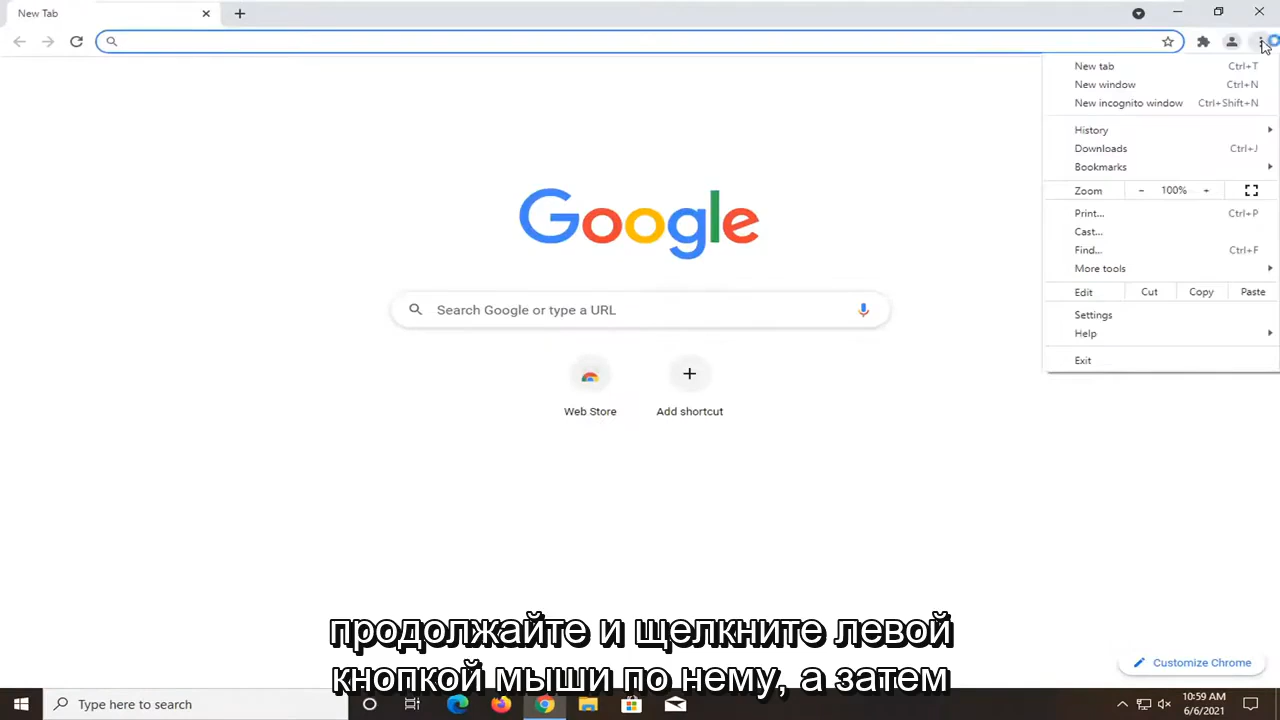 New Tab
New tab Ctrl+T
New window Ctrl+N
New incognito window Ctrl+Shift+N
History
Downloads Ctrl+J
Bookmarks
Zoom - 100% +
Print... Ctrl+P
Cast...
Find... Ctrl+F
More tools
Edit Cut Copy Paste
Settings
Help
Exit
Google
Search Google or type a URL
Web Store
Add shortcut
продолжайте и щелкните левой
кнопкой мыши по нему, а затем
Customize Chrome
Type here to search
10:59 AM
6/6/2021